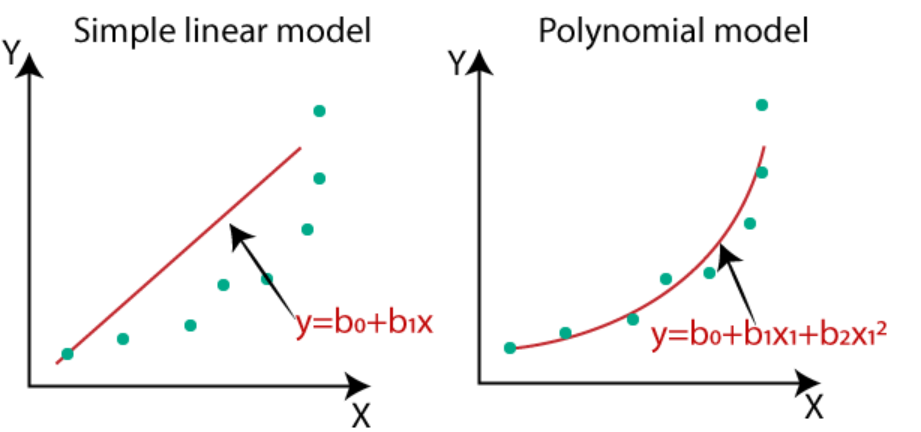 Simple linear model
Y
y=b₀+b₁x
X
Polynomial model
Y
y=b₀+b₁x₁+b₂x₁²
X